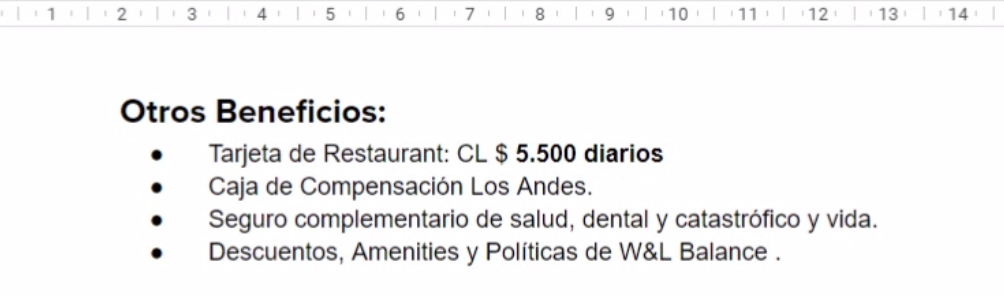 1 2 3 4 5 6 7 8 9 10 11 12 13 14
Otros Beneficios:
● Tarjeta de Restaurant: CL $ 5.500 diarios
● Caja de Compensación Los Andes.
● Seguro complementario de salud, dental y catastrófico y vida.
● Descuentos, Amenities y Políticas de W&L Balance .